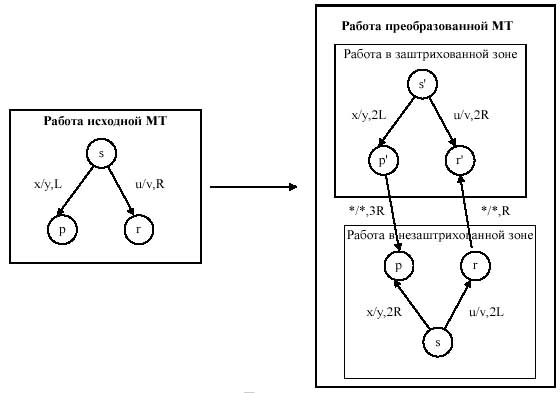 Работа исходной МТ
s
x/y,L
u/v,R
p
r
Работа преобразованной МТ
Работа в заштрихованной зоне
s'
x/y,2L
u/v,2R
p'
r'
*/*,3R
*/*,R
Работа в незаштрихованной зоне
p
r
x/y,2R
u/v,2L
s